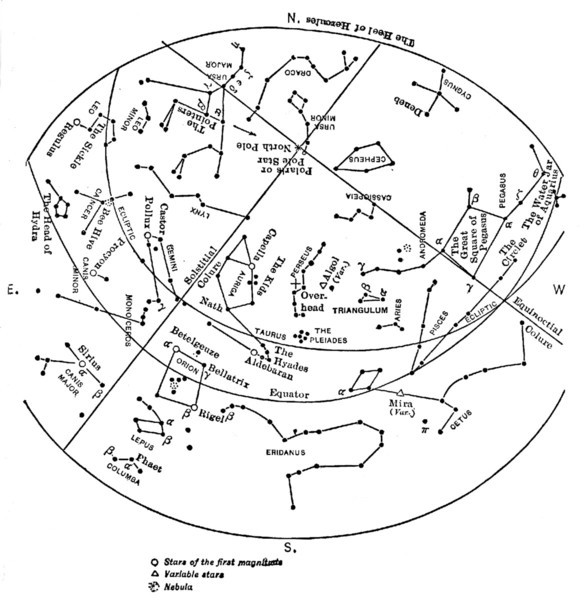 N.
The Heel of Hercules
URSA
MAJOR
DRACO
CYGNUS
Deneb
LEO
MINOR
The
Pointers
α
URSA
MINOR
Regulus
The Sickle
LEO
Polaris or
Pole Star
North Pole
CEPHEUS
CASSIOPEIA
LYNX
The Head of
Hydra
CANCER
Bee Hive
ECLIPTIC
Procyon
CANIS
MINOR
Castor
Pollux
GEMINI
γ
Solstitial
Colure
Capella
The Kids
AURIGA
Nath
PERSEUS
Over-
head
Algol
(Var.)
TRIANGULUM
β
α
ANDROMEDA
γ
α
The
Great
Square of
Pegasus
β
PEGASUS
α
γ
ζ
θ
The Water Jar
of Aquarius
The
Circlet
ARIES
PISCES
ECLIPTIC
Equinoctial
Colure
E.
W
MONOCEROS
TAURUS
THE
PLEIADES
The
Hyades
Aldebaran
Betelgeuze
α
ORION
γ
Bellatrix
β
Rigel
β
Equator
Sirius
α
CANIS
MAJOR
β
α
β
LEPUS
β
α
Phaet
COLUMBA
ERIDANUS
α
Mira
(Var.)
π
CETUS
S.
Stars of the first magnitude
Variable stars
Nebula